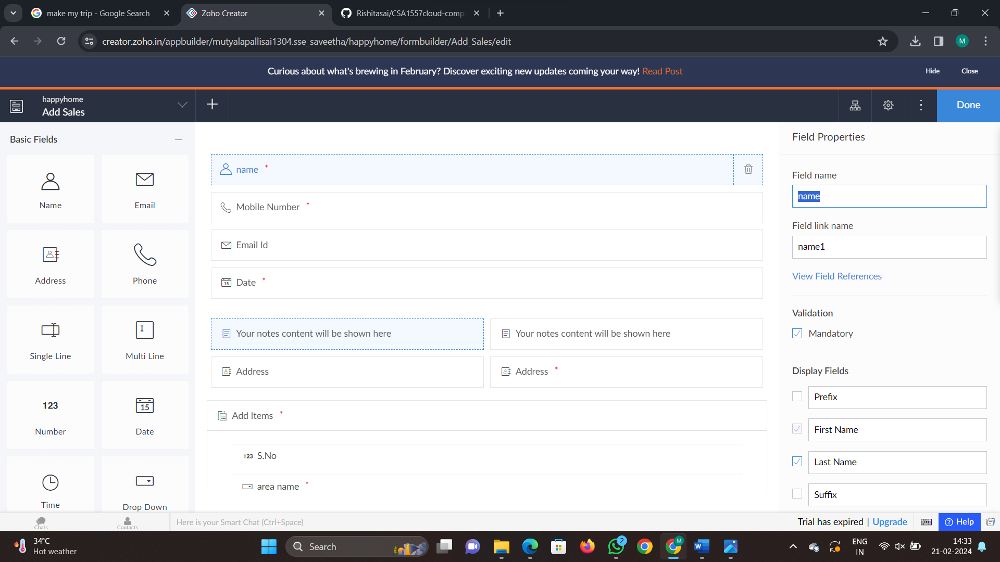 make my trip - Google Search
Zoho Creator
Rishitasai/CSA1557cloud-comp
creator.zoho.in/appbuilder/mutyalapallisai1304.sse_saveetha/happyhome/formbuilder/Add_Sales/edit
M
Curious about what's brewing in February? Discover exciting new updates coming your way! Read Post
Hide
Close
happyhome
Add Sales
Done
Basic Fields
Name
Email
Address
Phone
Single Line
Multi Line
123
Number
15
Date
Time
Drop Down
name *
Mobile Number *
Email Id
15 Date *
Your notes content will be shown here
Your notes content will be shown here
Address
Address *
Add Items *
123 S.No
area name *
Field Properties
Field name
name
Field link name
name1
View Field References
Validation
Mandatory
Display Fields
Prefix
First Name
Last Name
Suffix
Chats
Contacts
Here is your Smart Chat (Ctrl+Space)
Trial has expired | Upgrade
Help
34°C
Hot weather
Search
2
M
W
ENG
IN
14:33
21-02-2024